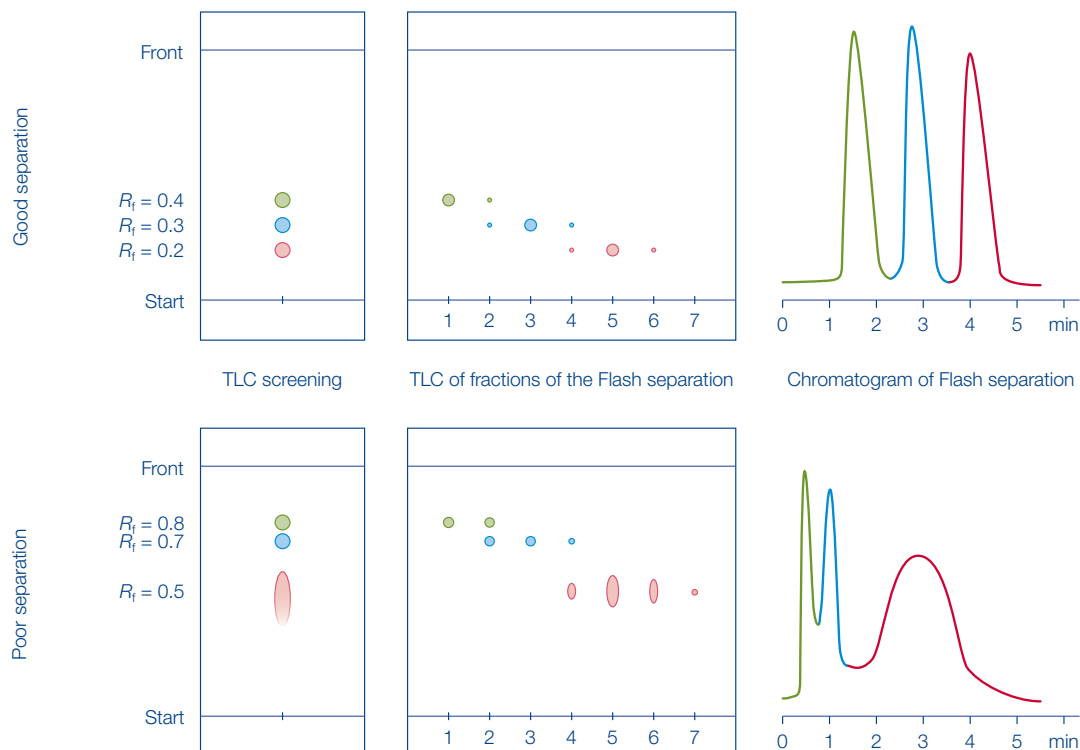 Good separation
Front
Rf = 0.4
Rf = 0.3
Rf = 0.2
Start
1 2 3 4 5 6 7
0 1 2 3 4 5 min
TLC screening
TLC of fractions of the Flash separation
Chromatogram of Flash separation
Poor separation
Front
Rf = 0.8
Rf = 0.7
Rf = 0.5
Start
1 2 3 4 5 6 7
0 1 2 3 4 5 min